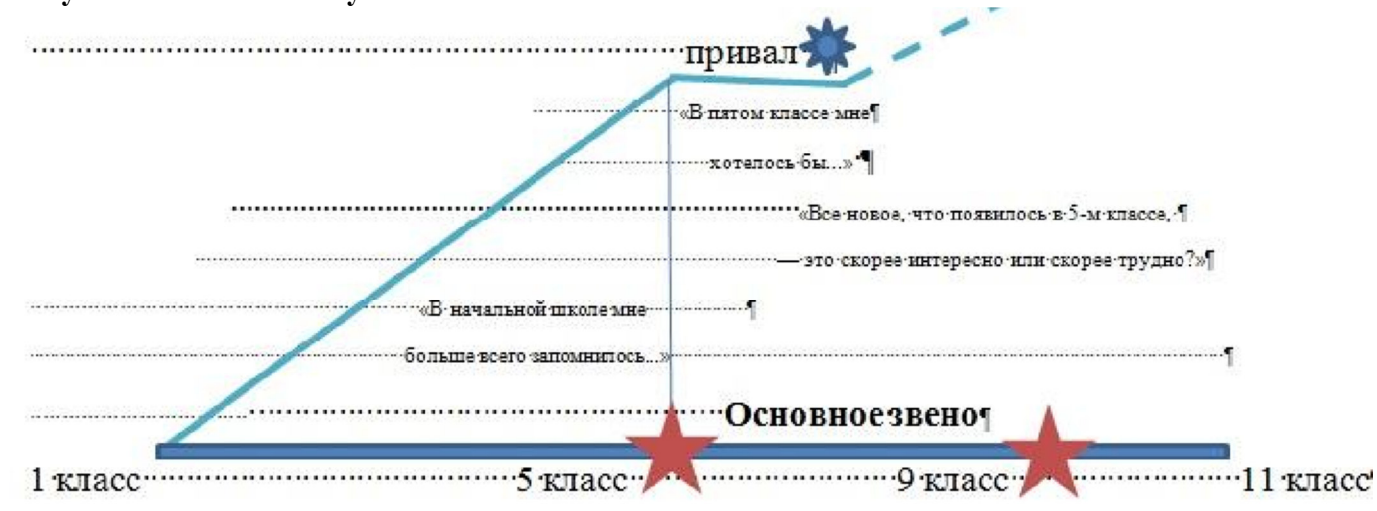 привал
«В пятом классе мне¶
хотелось бы...» ¶
«Все новое, что появилось в 5-м классе, ¶
— это скорее интересно или скорее трудно?»¶
«В начальной школе мне ¶
больше всего запомнилось...» ¶
Основноезвено¶
1 класс 5 класс 9 класс 11 класс